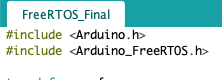 FreeRTOS_Final
#include <Arduino.h>
#include <Arduino_FreeRTOS.h>